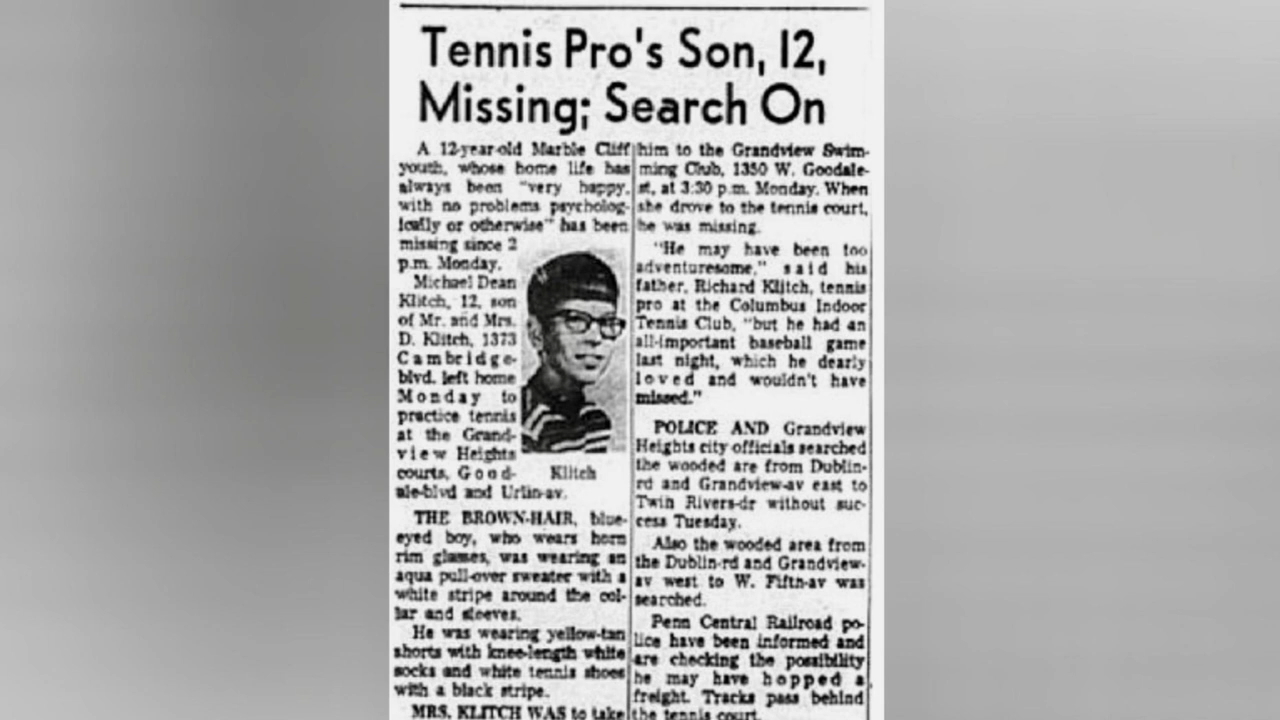 Tennis Pro's Son, 12,
Missing; Search On
A 12-year-old Marble Cliff
youth, whose home life has
always been "very happy,
with no problems psycholog-
ically or otherwise" has been
missing since 2
p.m. Monday.
Michael Dean
Klitch, 12, son
of Mr. and Mrs.
D. Klitch, 1373
Cambridge-
blvd. left home
Monday to
practice tennis
at the Grand-
view Heights
courts, Good-
ale-blvd and Urlin-av.
Klitch
THE BROWN-HAIR, blue-
eyed boy, who wears horn
rim glasses, was wearing an
aqua pull-over sweater with a
white stripe around the col-
lar and sleeves.
He was wearing yellow-tan
shorts with knee-length white
socks and white tennis shoes
with a black stripe.
MRS. KLITCH WAS to take
him to the Grandview Swim-
ming Club, 1350 W. Goodale-
st, at 3:30 p.m. Monday. When
she drove to the tennis court,
he was missing.
"He may have been too
adventuresome," said his
father, Richard Klitch, tennis
pro at the Columbus Indoor
Tennis Club, "but he had an
all-important baseball game
last night, which he dearly
loved and wouldn't have
missed."
POLICE AND Grandview
Heights city officials searched
the wooded are from Dublin-
rd and Grandview-av east to
Twin Rivers-dr without suc-
cess Tuesday.
Also the wooded area from
the Dublin-rd and Grandview-
av west to W. Fifth-av was
searched.
Penn Central Railroad po-
lice have been informed and
are checking the possibility
he may have hopped a
freight. Tracks pass behind
the tennis court.